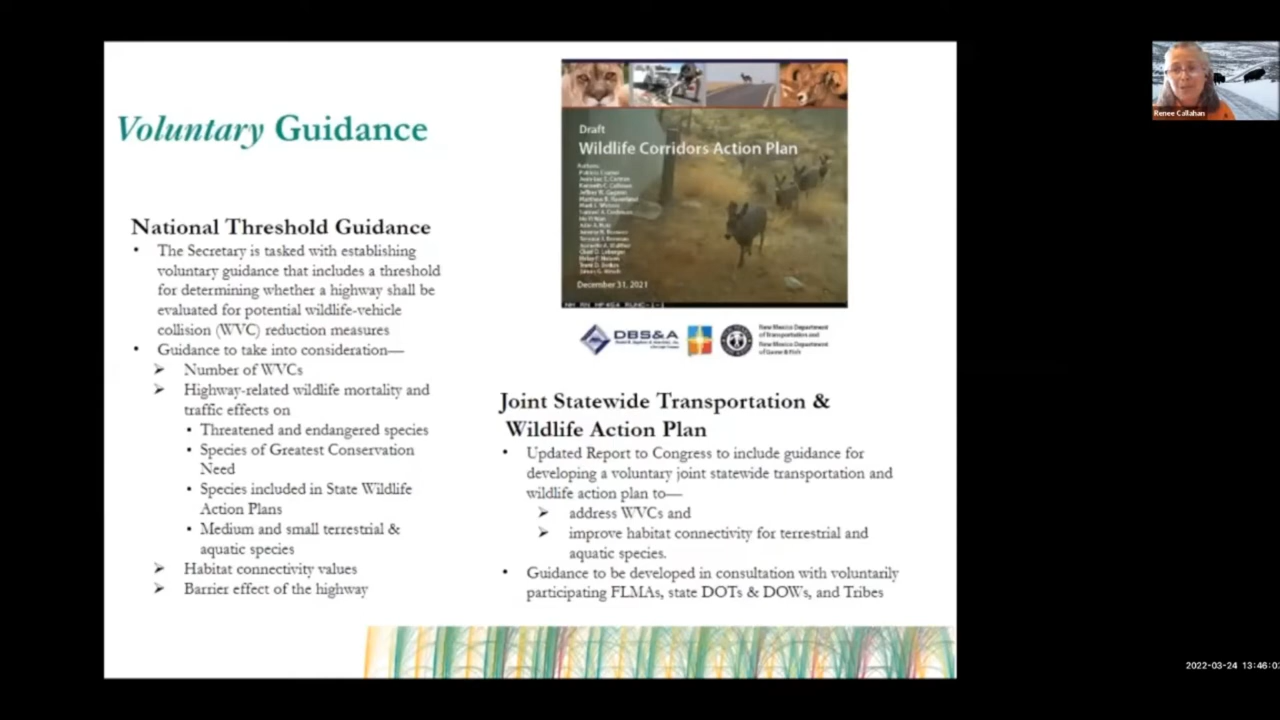 Voluntary Guidance
National Threshold Guidance
• The Secretary is tasked with establishing
voluntary guidance that includes a threshold
for determining whether a highway shall be
evaluated for potential wildlife-vehicle
collision (WVC) reduction measures
• Guidance to take into consideration—
➢ Number of WVCs
➢ Highway-related wildlife mortality and
traffic effects on
• Threatened and endangered species
• Species of Greatest Conservation
Need
• Species included in State Wildlife
Action Plans
• Medium and small terrestrial &
aquatic species
➢ Habitat connectivity values
➢ Barrier effect of the highway
Draft
Wildlife Corridors Action Plan
Authors:
December 31, 2021
DBS&A
New Mexico Department
of Transportation and
New Mexico Department
of Game & Fish
Joint Statewide Transportation &
Wildlife Action Plan
• Updated Report to Congress to include guidance for
developing a voluntary joint statewide transportation and
wildlife action plan to—
➢ address WVCs and
➢ improve habitat connectivity for terrestrial and
aquatic species.
• Guidance to be developed in consultation with voluntarily
participating FLMAs, state DOTs & DOWs, and Tribes
Renee Callahan
2022-03-24 13:46:0